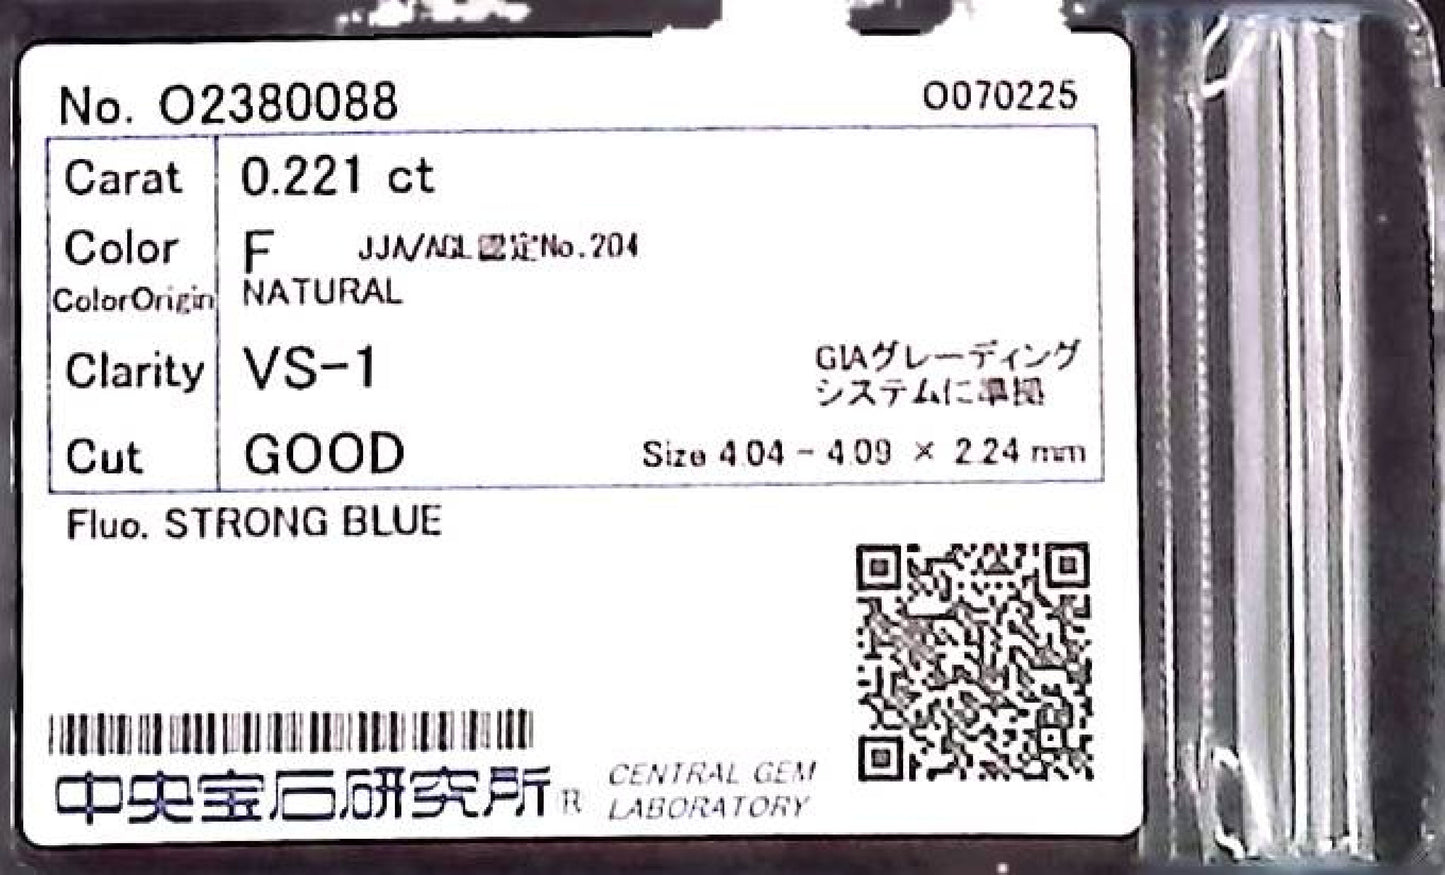 No. O2380088 O070225
Carat 0.221 ct
Color F JJA/AGL認定No.204
ColorOrigin NATURAL
Clarity VS-1 GIAグレーディング
システムに準拠
Cut GOOD Size 4.04 - 4.09 × 2.24 mm
Fluo. STRONG BLUE
中央宝石研究所® CENTRAL GEM
LABORATORY